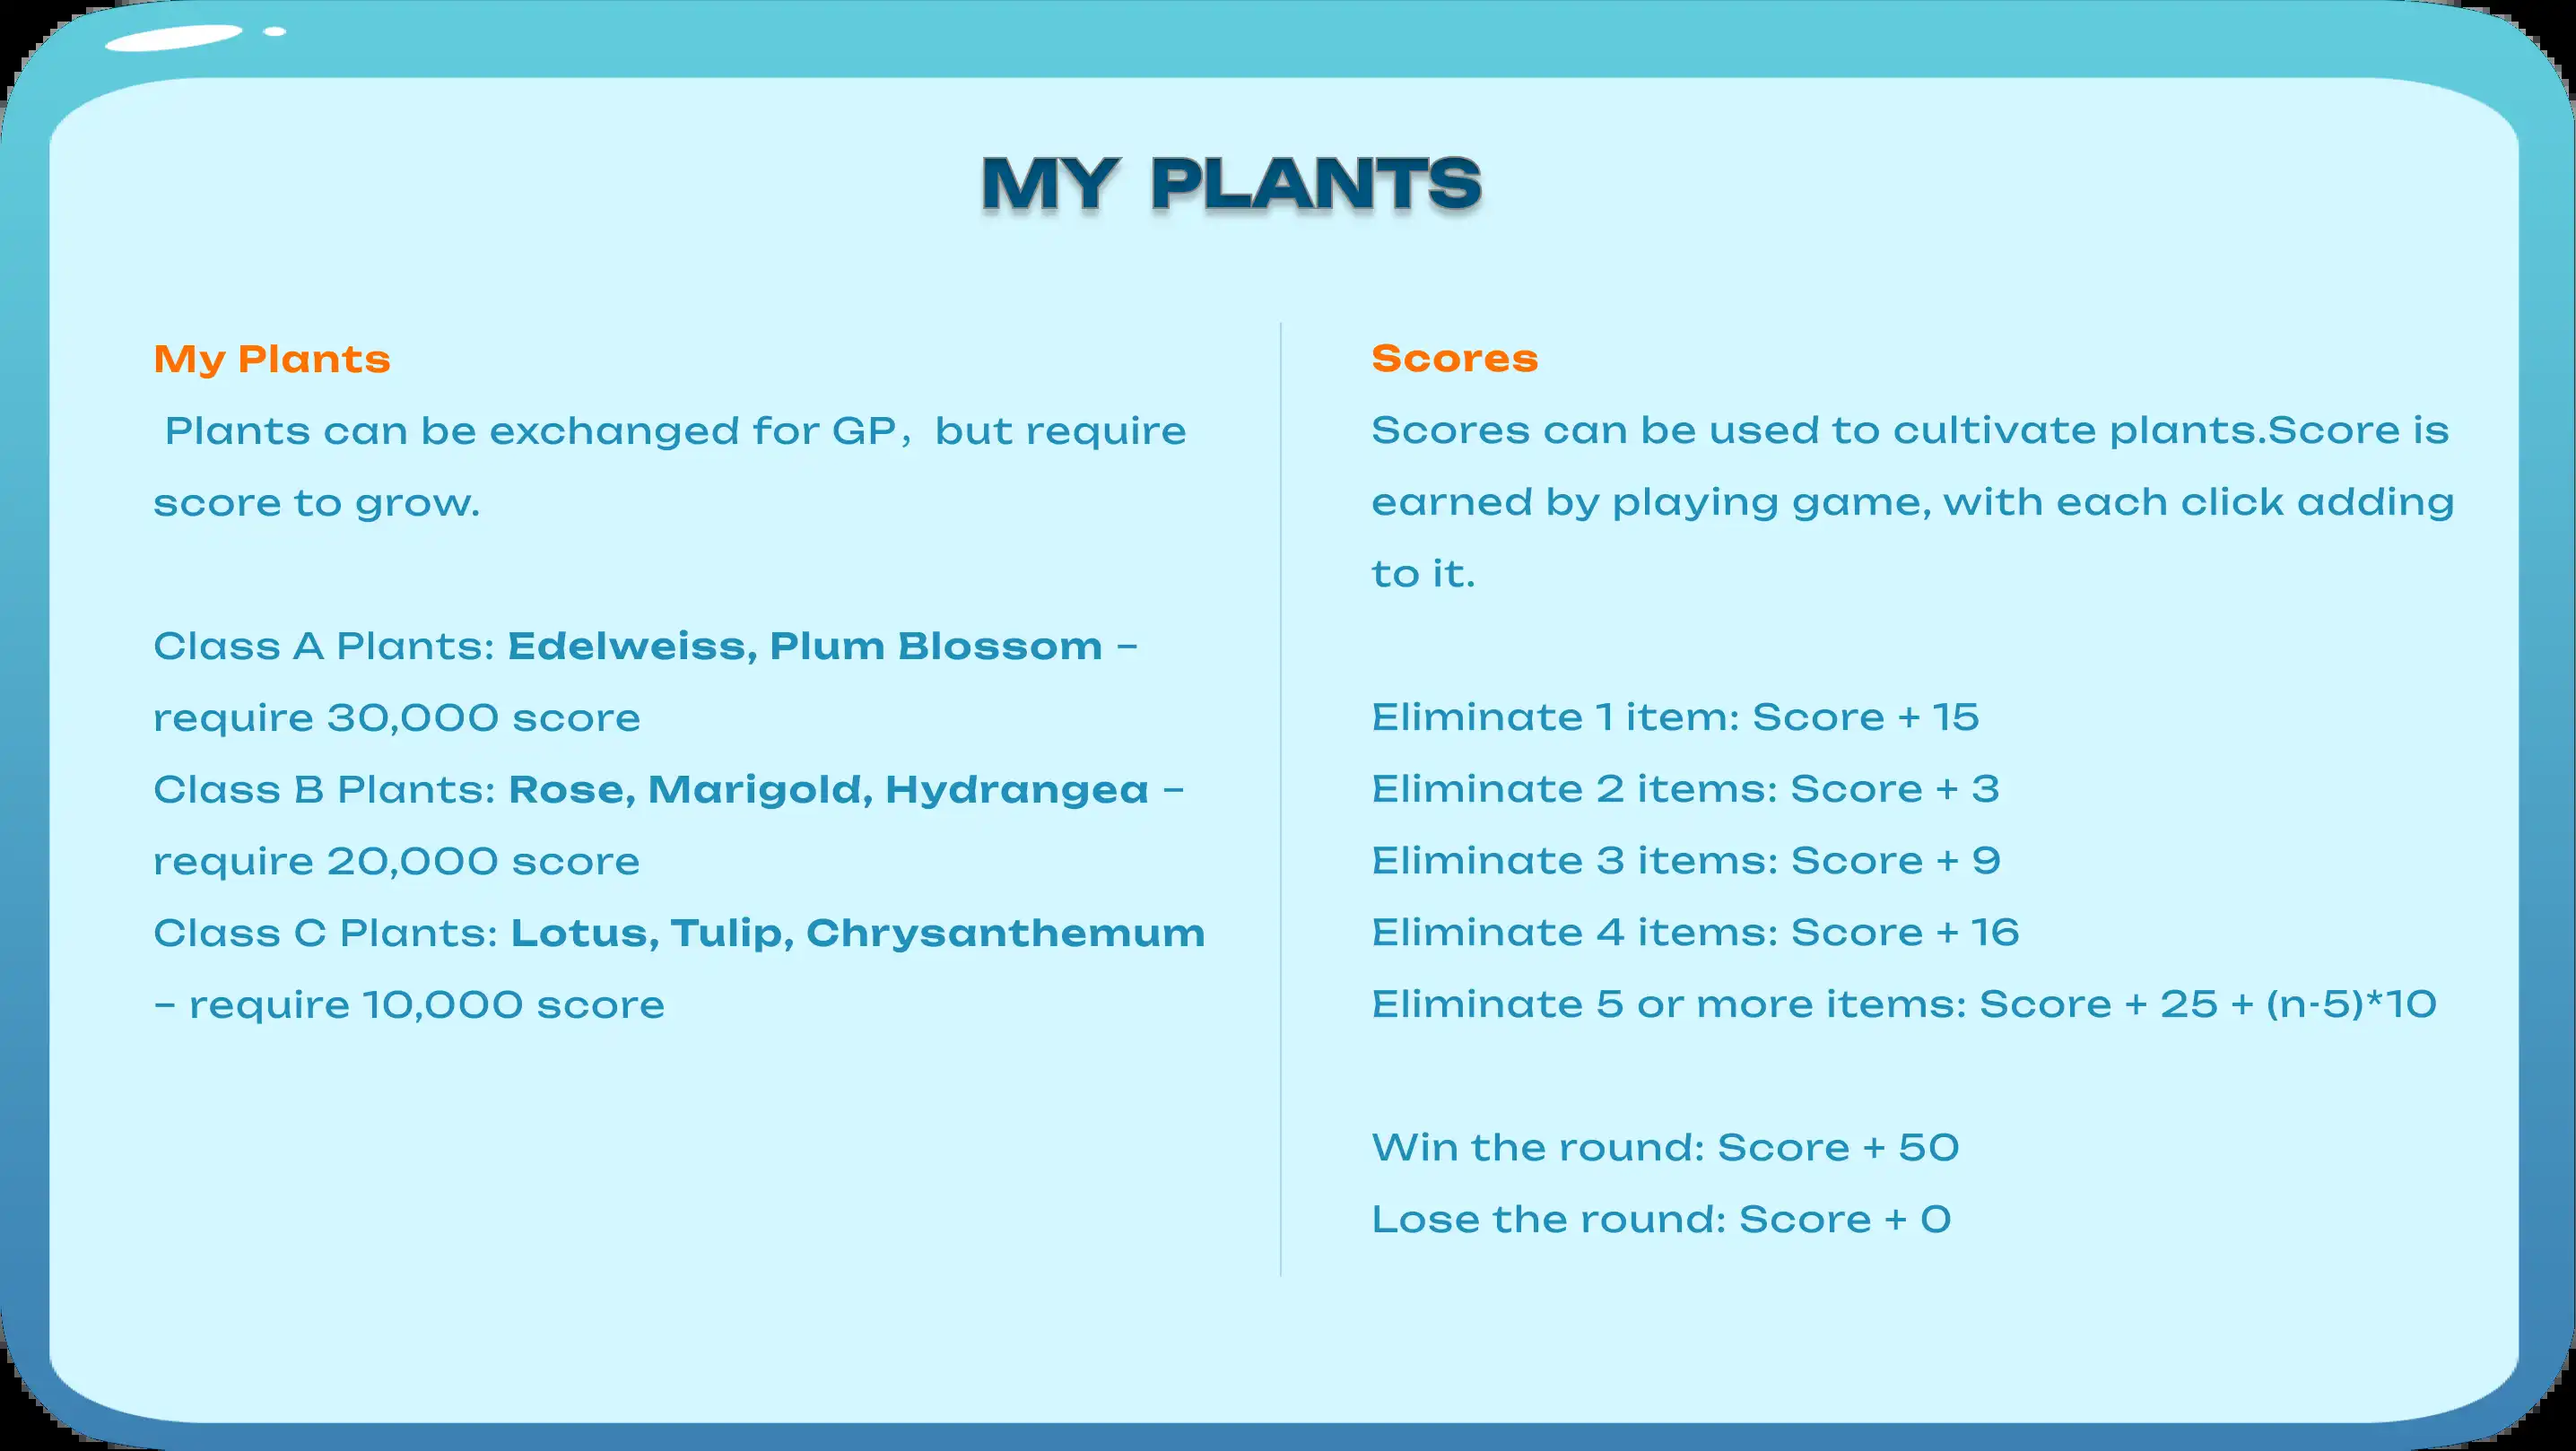 MY PLANTS
My Plants
Plants can be exchanged for GP，but require
score to grow.
Class A Plants: Edelweiss, Plum Blossom –
require 30,000 score
Class B Plants: Rose, Marigold, Hydrangea –
require 20,000 score
Class C Plants: Lotus, Tulip, Chrysanthemum
– require 10,000 score
Scores
Scores can be used to cultivate plants.Score is
earned by playing game, with each click adding
to it.
Eliminate 1 item: Score + 15
Eliminate 2 items: Score + 3
Eliminate 3 items: Score + 9
Eliminate 4 items: Score + 16
Eliminate 5 or more items: Score + 25 + (n-5)*10
Win the round: Score + 50
Lose the round: Score + 0